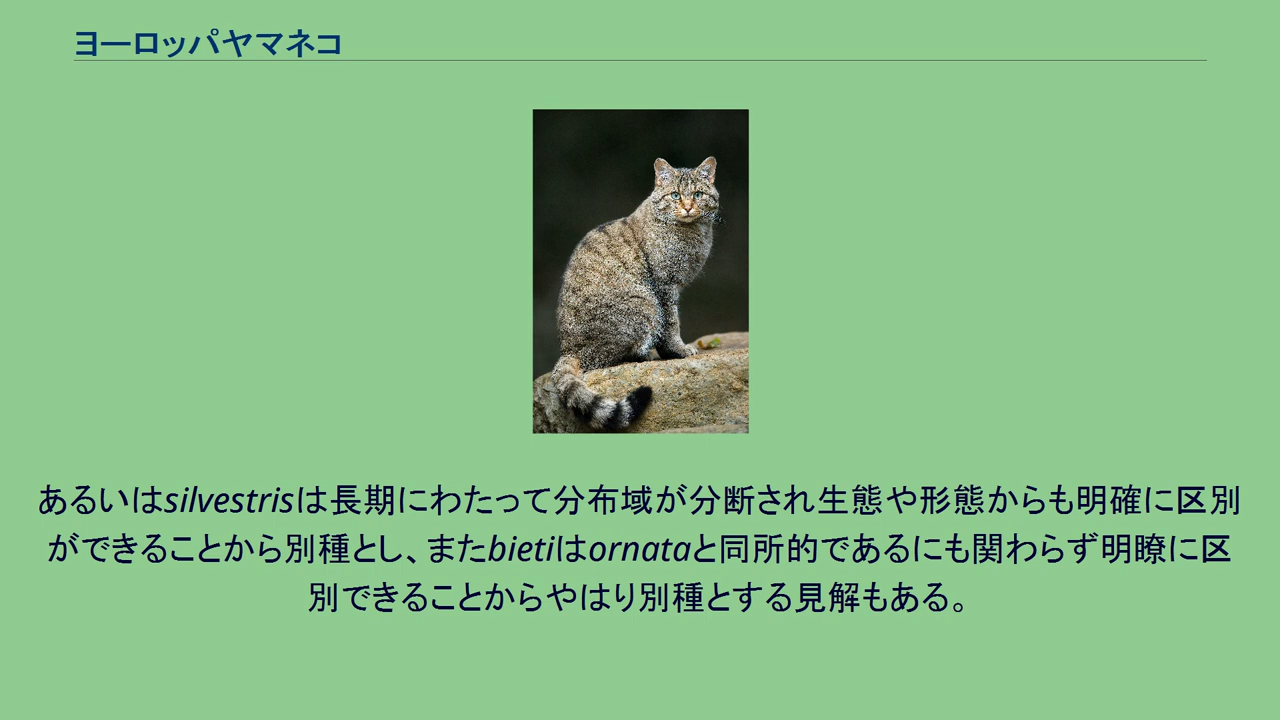 ヨーロッパヤマネコ
あるいはsilvestrisは長期にわたって分布域が分断され生態や形態からも明確に区別
ができることから別種とし、またbietiはornataと同所的であるにも関わらず明瞭に区
別できることからやはり別種とする見解もある。